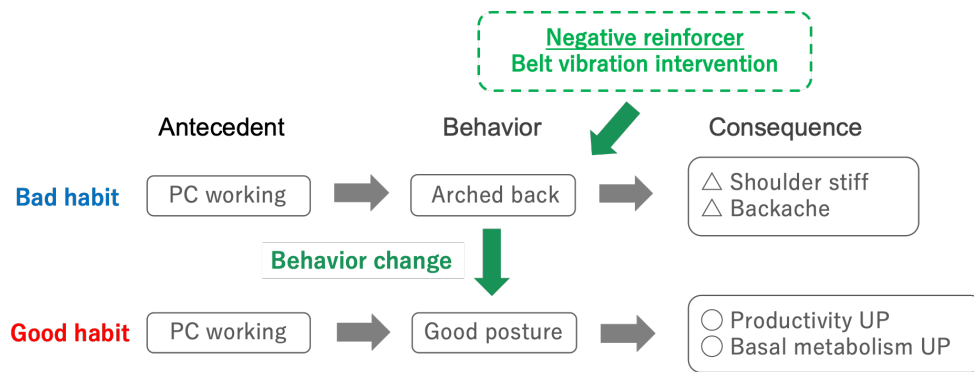 Negative reinforcer
Belt vibration intervention
Antecedent
Behavior
Consequence
Bad habit
PC working
Arched back
△ Shoulder stiff
△ Backache
Behavior change
Good habit
PC working
Good posture
○ Productivity UP
○ Basal metabolism UP